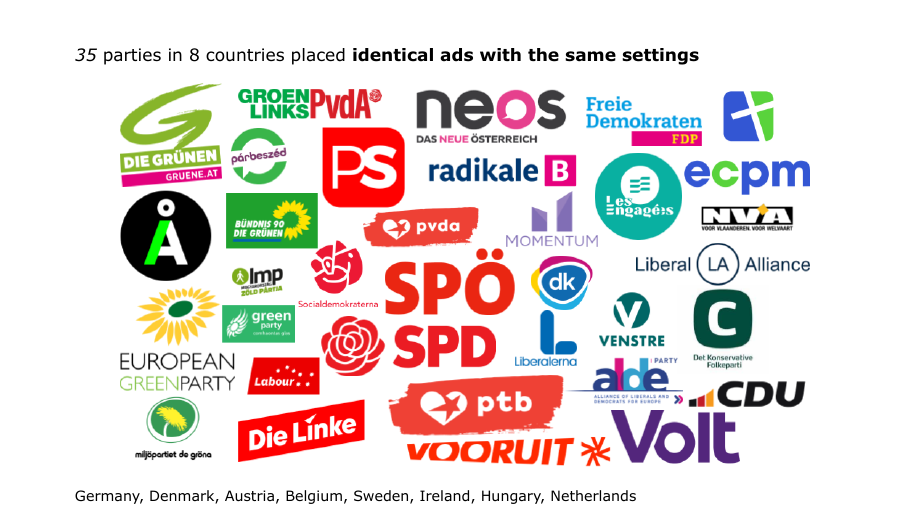 35 parties in 8 countries placed identical ads with the same settings
GROEN
LINKS PvdA
neos
DAS NEUE ÖSTERREICH
Freie
Demokraten
FDP
DIE GRÜNEN
GRUENE.AT
párbeszéd
PS
radikale B
Les
Engagés
ecpm
Å
BÜNDNIS 90
DIE GRÜNEN
pvda
MOMENTUM
N-VA
VOOR VLAANDEREN. VOOR WELVAART
lmp
ZÖLD PÁRTIA
Socialdemokraterna
SPÖ
dk
Liberal LA Alliance
green
party
EUROPEAN
GREENPARTY
SPD
Liberalerna
VENSTRE
C
Det Konservative
Folkeparti
Labour
alde PARTY
ALLIANCE OF LIBERALS AND
DEMOCRATS FOR EUROPE
CDU
ptb
miljöpartiet de gröna
Die Linke
VOORUIT
Volt
Germany, Denmark, Austria, Belgium, Sweden, Ireland, Hungary, Netherlands